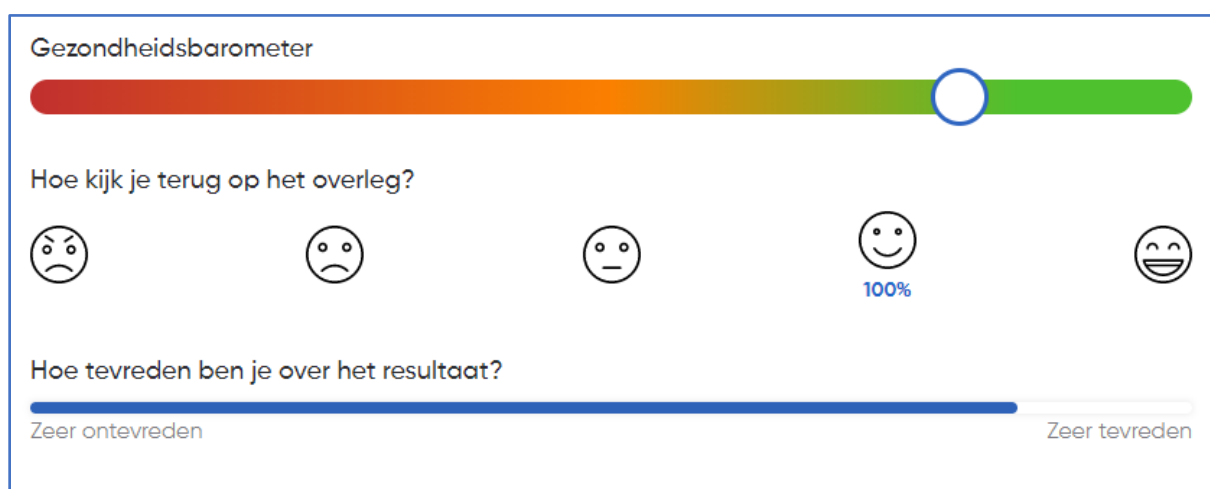 Gezondheidsbarometer
Hoe kijk je terug op het overleg?
100%
Hoe tevreden ben je over het resultaat?
Zeer ontevreden Zeer tevreden